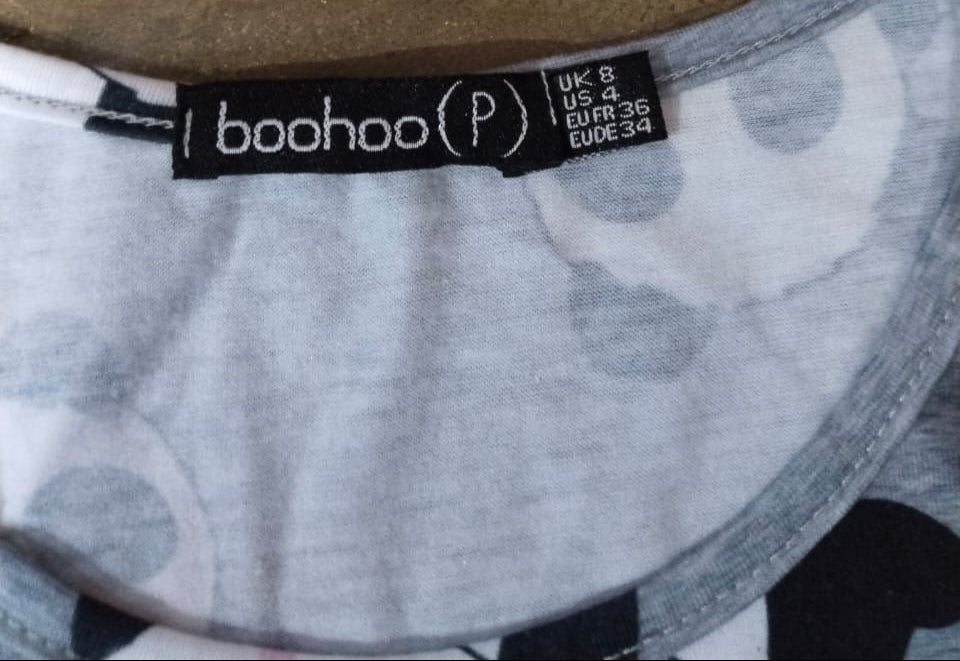 boohoo (P)
UK 8
US 4
EU FR 36
EU DE 34